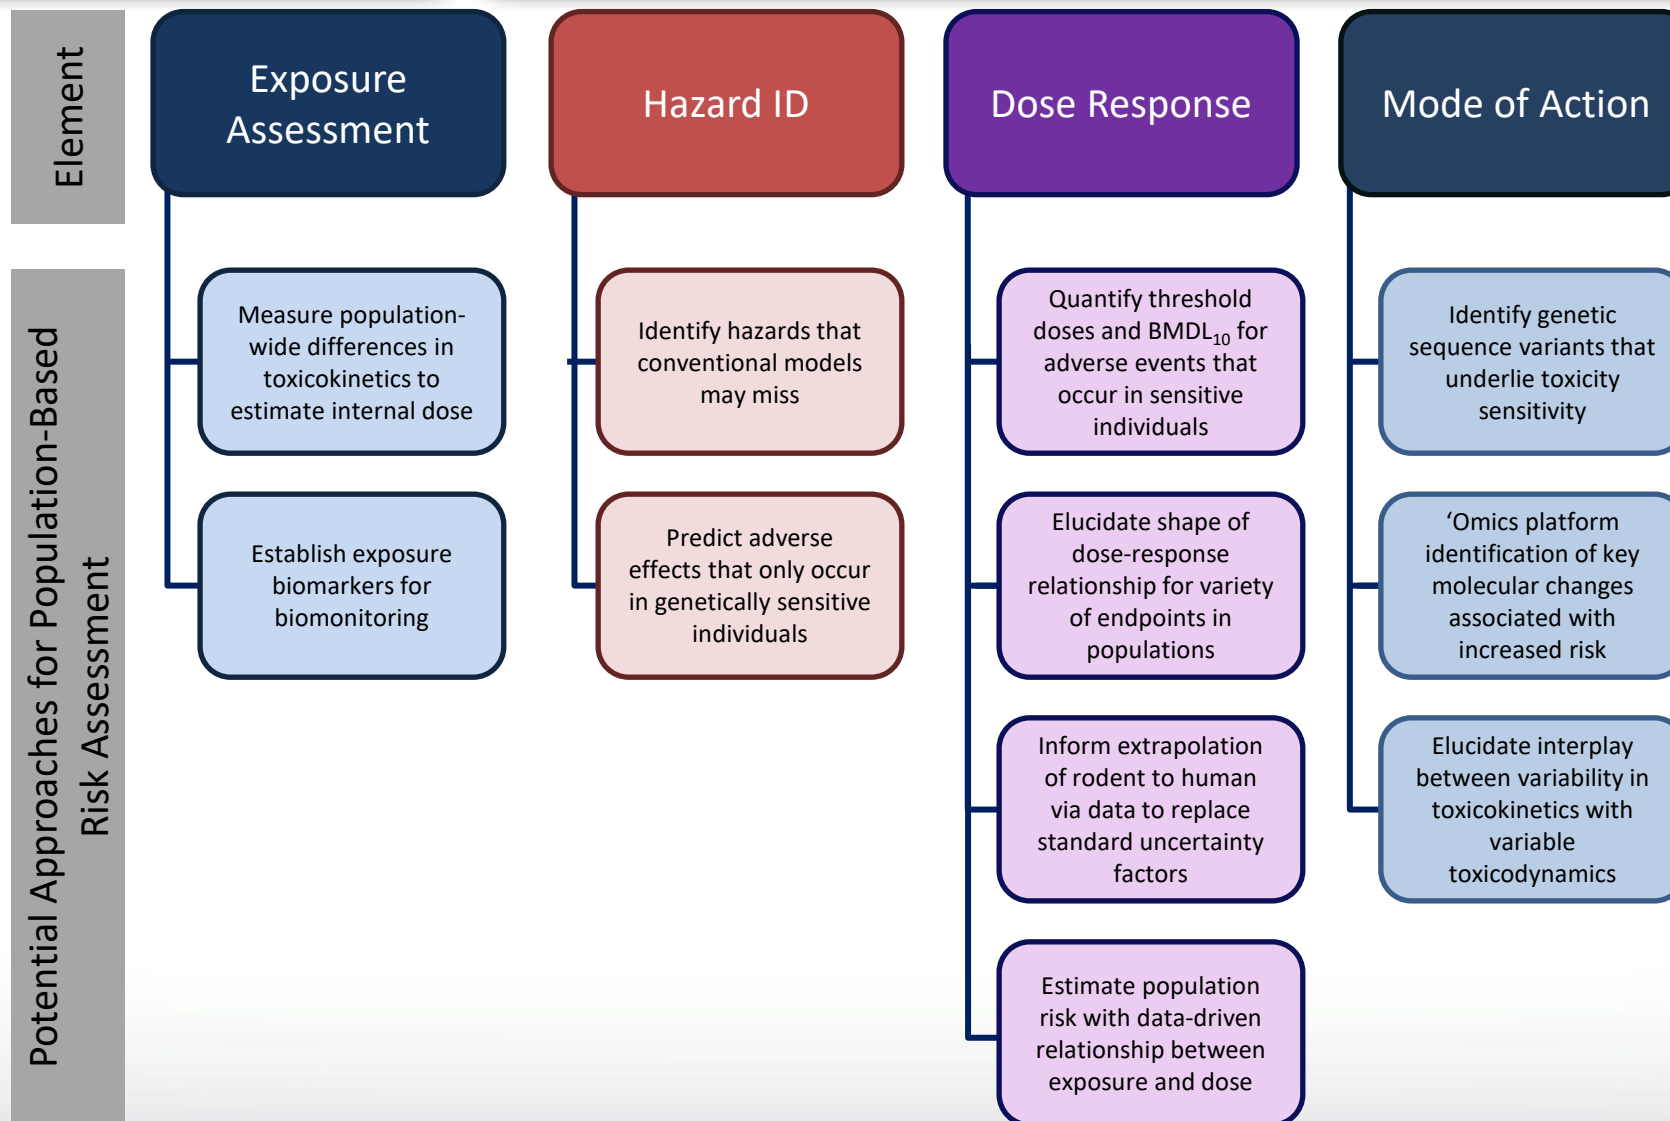 Element
Exposure
Assessment
Hazard ID
Dose Response
Mode of Action
Potential Approaches for Population-Based
Risk Assessment
Measure population-
wide differences in
toxicokinetics to
estimate internal dose
Establish exposure
biomarkers for
biomonitoring
Identify hazards that
conventional models
may miss
Predict adverse
effects that only occur
in genetically sensitive
individuals
Quantify threshold
doses and BMDL₁₀ for
adverse events that
occur in sensitive
individuals
Elucidate shape of
dose-response
relationship for variety
of endpoints in
populations
Inform extrapolation
of rodent to human
via data to replace
standard uncertainty
factors
Estimate population
risk with data-driven
relationship between
exposure and dose
Identify genetic
sequence variants that
underlie toxicity
sensitivity
‘Omics platform
identification of key
molecular changes
associated with
increased risk
Elucidate interplay
between variability in
toxicokinetics with
variable
toxicodynamics